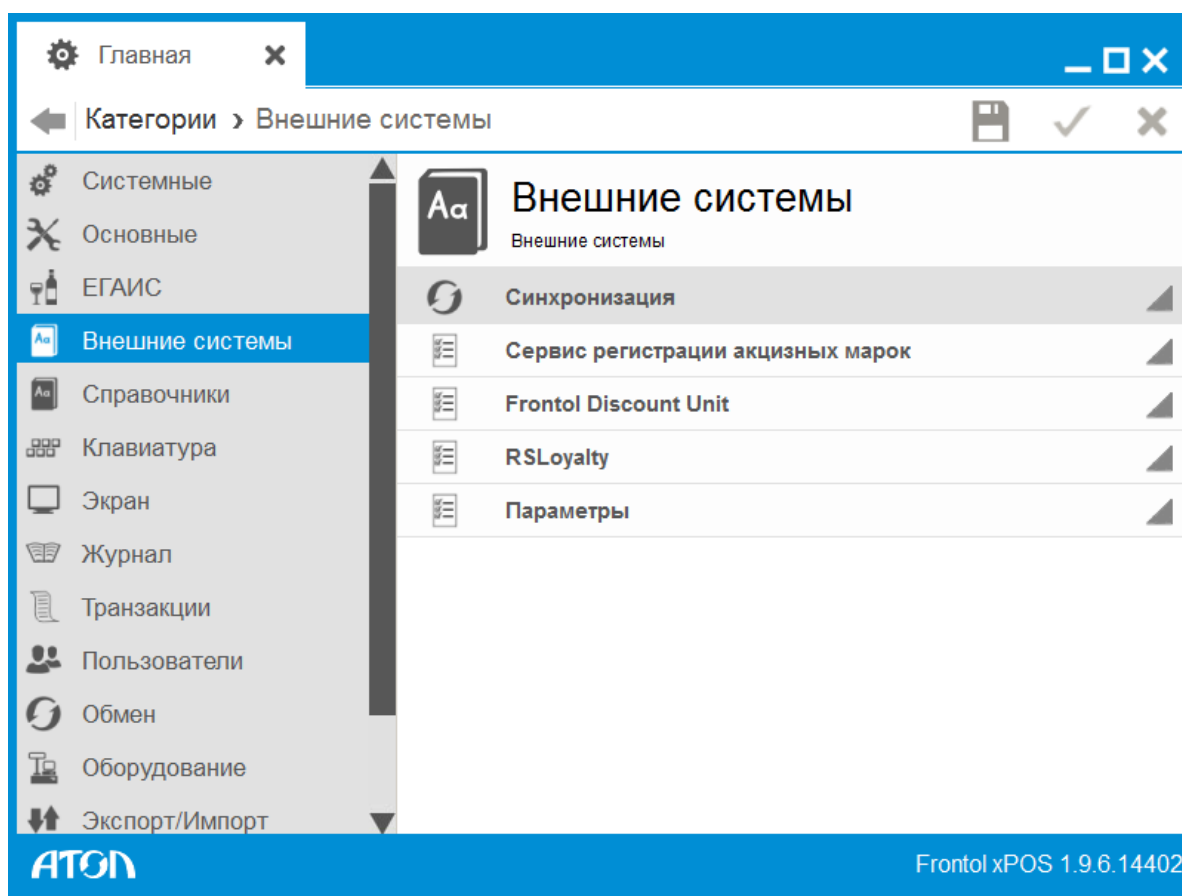 Главная
Категории › Внешние системы
Системные
Основные
ЕГАИС
Внешние системы
Справочники
Клавиатура
Экран
Журнал
Транзакции
Пользователи
Обмен
Оборудование
Экспорт/Импорт
Aα
Внешние системы
Внешние системы
Синхронизация
Сервис регистрации акцизных марок
Frontol Discount Unit
RSLoyalty
Параметры
АТОЛ
Frontol xPOS 1.9.6.14402